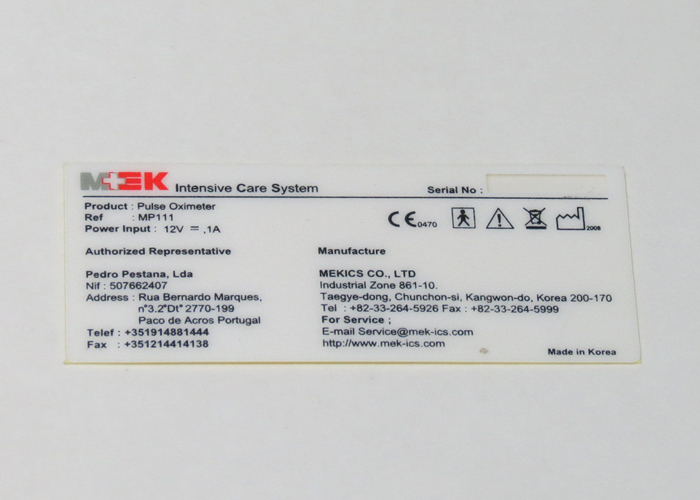 MEK Intensive Care System
Serial No :
Product : Pulse Oximeter
Ref : MP111
Power Input : 12V ⎓ .1A
CE0470
2008
Authorized Representative
Pedro Pestana, Lda
Nif : 507662407
Address : Rua Bernardo Marques,
n°3,2°Dt° 2770-199
Paco de Acros Portugal
Telef : +351914881444
Fax : +351214414138
Manufacture
MEKICS CO., LTD
Industrial Zone 861-10.
Taegye-dong, Chunchon-si, Kangwon-do, Korea 200-170
Tel : +82-33-264-5926 Fax : +82-33-264-5999
For Service ;
E-mail Service@mek-ics.com
http://www.mek-ics.com
Made in Korea